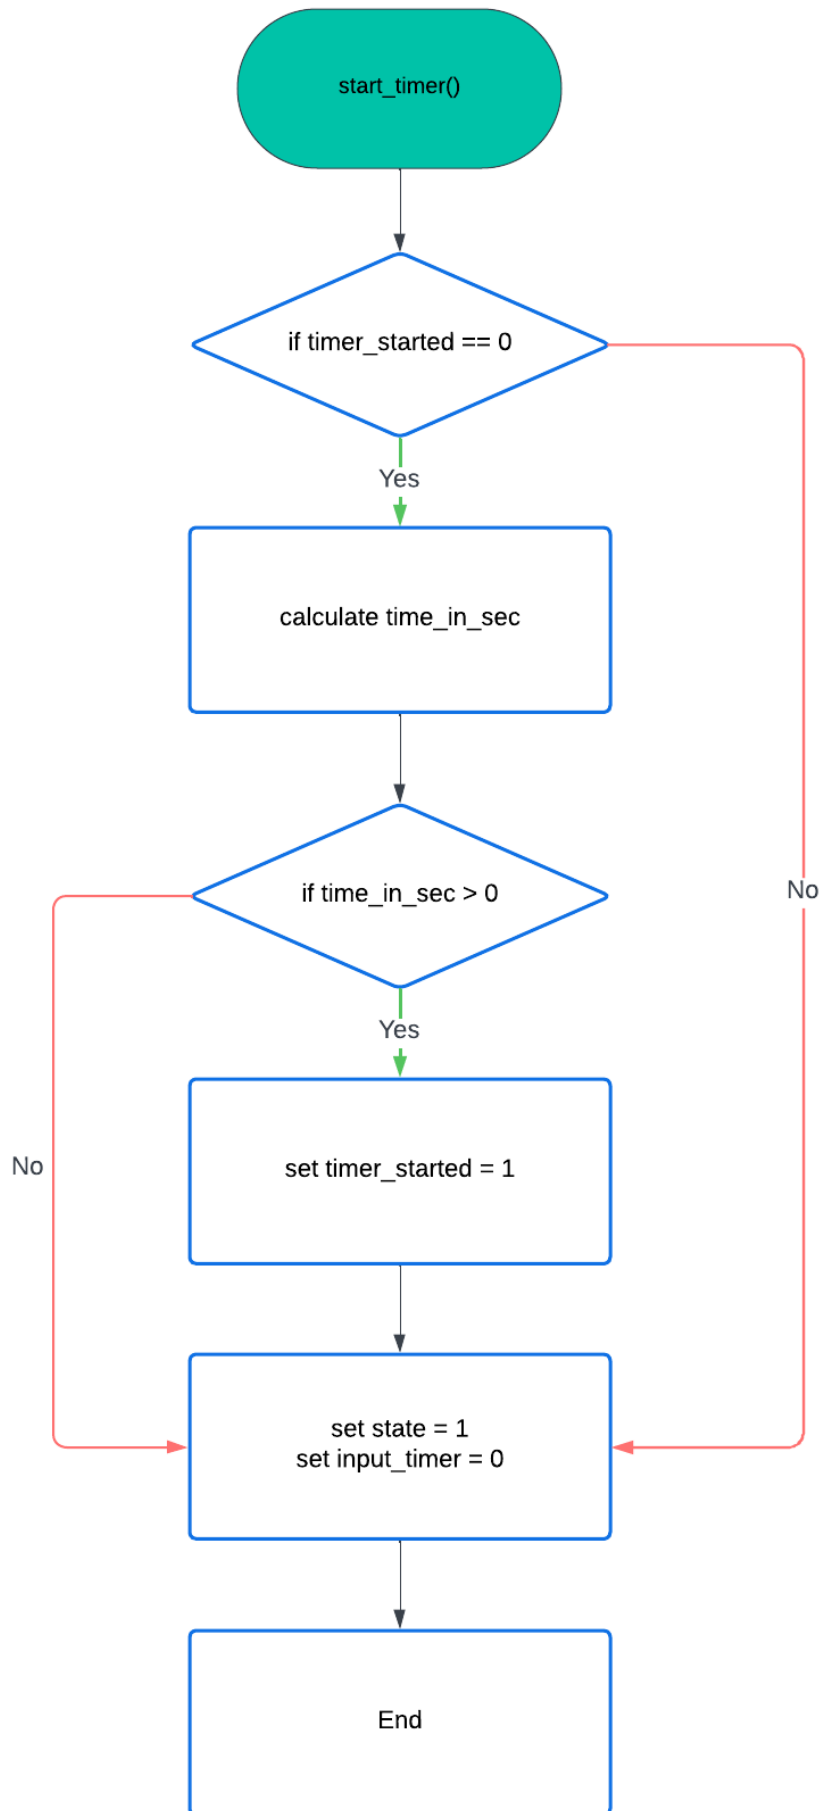 start_timer()
if timer_started == 0
Yes
calculate time_in_sec
if time_in_sec > 0
No
Yes
No
set timer_started = 1
set state = 1
set input_timer = 0
End